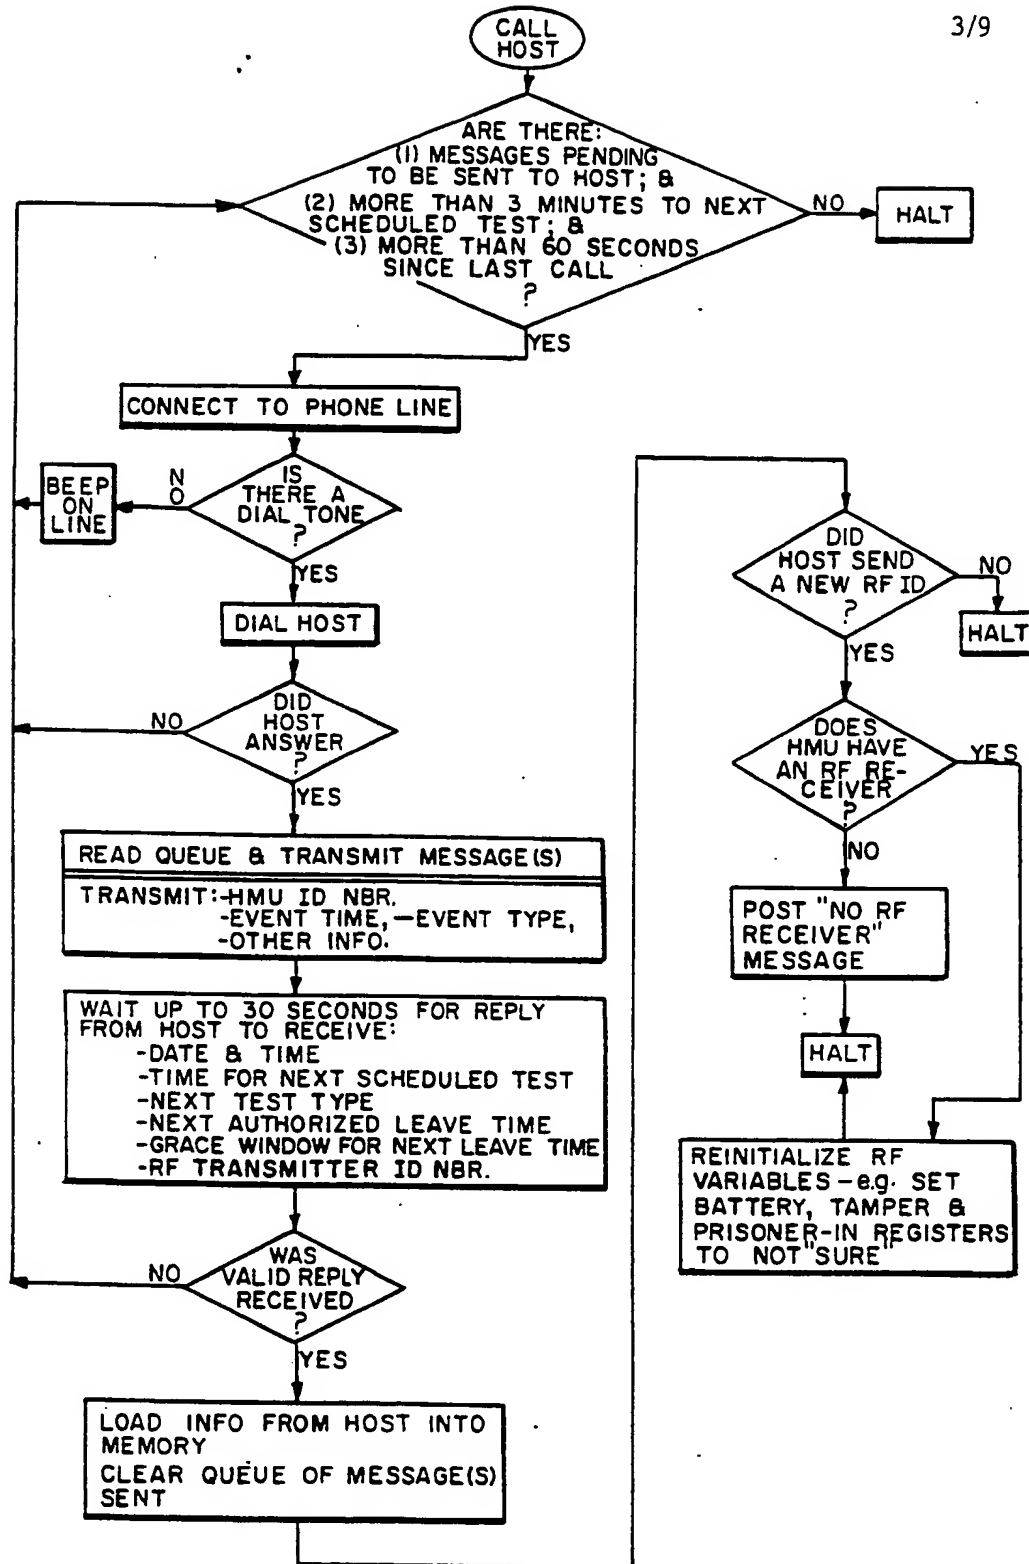 3/9
CALL
HOST
ARE THERE:
(1) MESSAGES PENDING
TO BE SENT TO HOST; &
(2) MORE THAN 3 MINUTES TO NEXT
SCHEDULED TEST; &
(3) MORE THAN 60 SECONDS
SINCE LAST CALL
?
NO
HALT
YES
CONNECT TO PHONE LINE
IS
THERE A
DIAL TONE
?
N
O
BEEP
ON
LINE
YES
DIAL HOST
DID
HOST
ANSWER
?
NO
YES
READ QUEUE & TRANSMIT MESSAGE(S)
TRANSMIT:-HMU ID NBR.
-EVENT TIME, -EVENT TYPE,
-OTHER INFO.
WAIT UP TO 30 SECONDS FOR REPLY
FROM HOST TO RECEIVE:
-DATE & TIME
-TIME FOR NEXT SCHEDULED TEST
-NEXT TEST TYPE
-NEXT AUTHORIZED LEAVE TIME
-GRACE WINDOW FOR NEXT LEAVE TIME
-RF TRANSMITTER ID NBR.
WAS
VALID REPLY
RECEIVED
?
NO
YES
LOAD INFO FROM HOST INTO
MEMORY
CLEAR QUEUE OF MESSAGE(S)
SENT
DID
HOST SEND
A NEW RF ID
?
NO
HALT
YES
DOES
HMU HAVE
AN RF RE-
CEIVER
?
YES
NO
POST "NO RF
RECEIVER"
MESSAGE
HALT
REINITIALIZE RF
VARIABLES - e.g. SET
BATTERY, TAMPER &
PRISONER-IN REGISTERS
TO NOT "SURE"